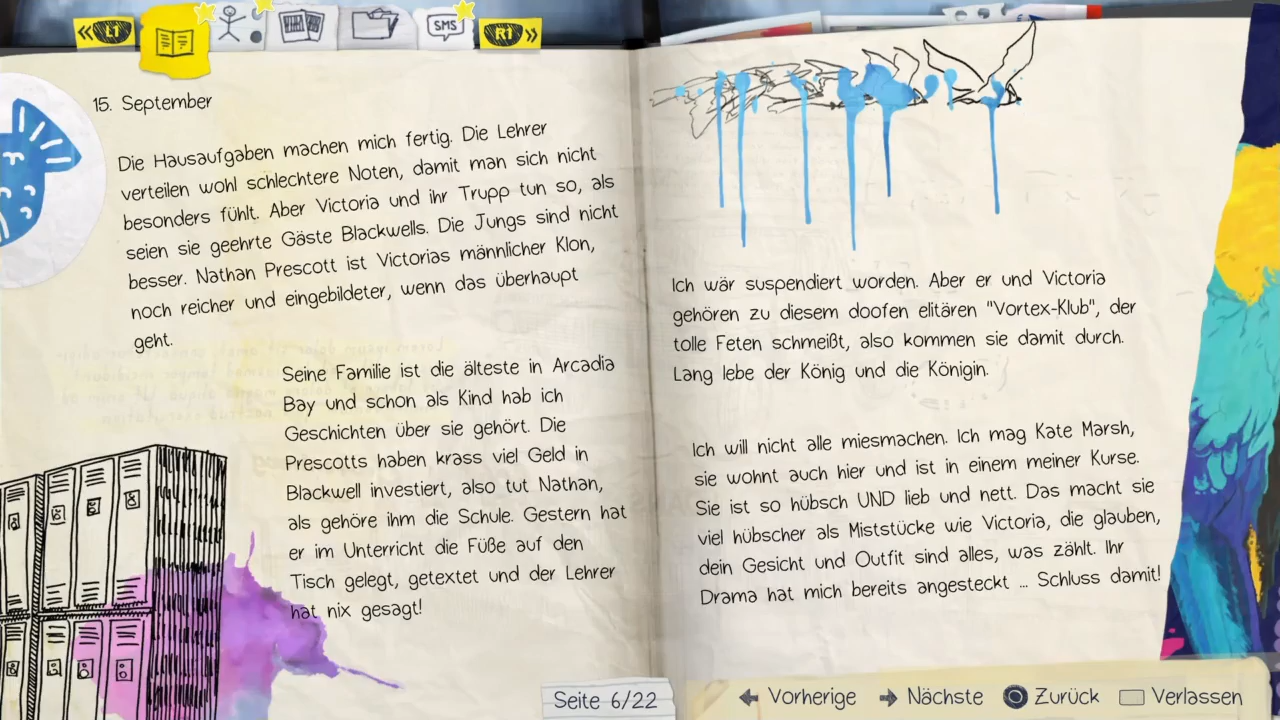 L1
SMS
R1
15. September
Die Hausaufgaben machen mich fertig. Die Lehrer
verteilen wohl schlechtere Noten, damit man sich nicht
besonders fühlt. Aber Victoria und ihr Trupp tun so, als
seien sie geehrte Gäste Blackwells. Die Jungs sind nicht
besser. Nathan Prescott ist Victorias männlicher Klon,
noch reicher und eingebildeter, wenn das überhaupt
geht.
Seine Familie ist die älteste in Arcadia
Bay und schon als Kind hab ich
Geschichten über sie gehört. Die
Prescotts haben krass viel Geld in
Blackwell investiert, also tut Nathan,
als gehöre ihm die Schule. Gestern hat
er im Unterricht die Füße auf den
Tisch gelegt, getextet und der Lehrer
hat nix gesagt!
Ich wär suspendiert worden. Aber er und Victoria
gehören zu diesem doofen elitären "Vortex-Klub", der
tolle Feten schmeißt, also kommen sie damit durch.
Lang lebe der König und die Königin.
Ich will nicht alle miesmachen. Ich mag Kate Marsh,
sie wohnt auch hier und ist in einem meiner Kurse.
Sie ist so hübsch UND lieb und nett. Das macht sie
viel hübscher als Miststücke wie Victoria, die glauben,
dein Gesicht und Outfit sind alles, was zählt. Ihr
Drama hat mich bereits angesteckt ... Schluss damit!
Seite 6/22
Vorherige
Nächste
Zurück
Verlassen